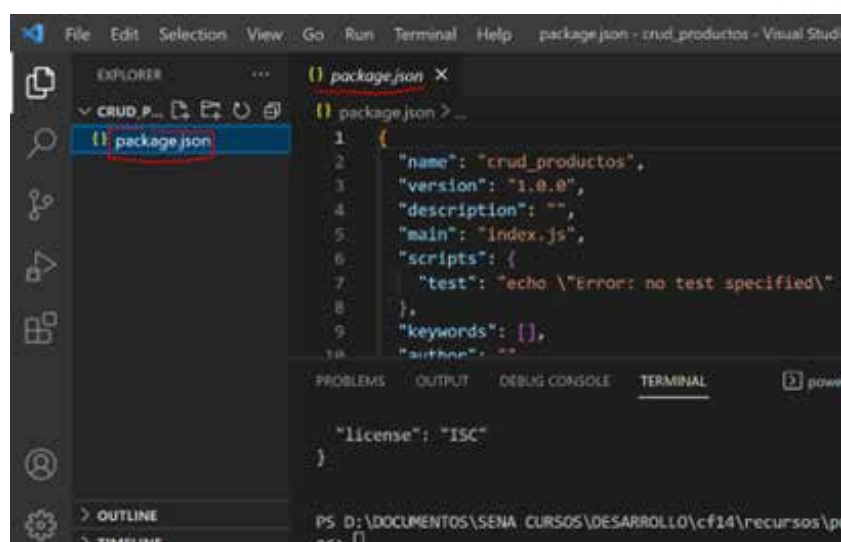 File Edit Selection View Go Run Terminal Help package.json - crud_productos - Visual Studi
EXPLORER ...
CRUD_P...
{} package.json
{} package.json ×
{} package.json > ...
1 {
2 "name": "crud_productos",
3 "version": "1.0.0",
4 "description": "",
5 "main": "index.js",
6 "scripts": {
7 "test": "echo \"Error: no test specified\"
8 },
9 "keywords": [],
10 "author": ""
PROBLEMS OUTPUT DEBUG CONSOLE TERMINAL powe
"license": "ISC"
}
> OUTLINE
> TIMELINE
PS D:\DOCUMENTOS\SENA CURSOS\DESARROLLO\cf14\recursos\p